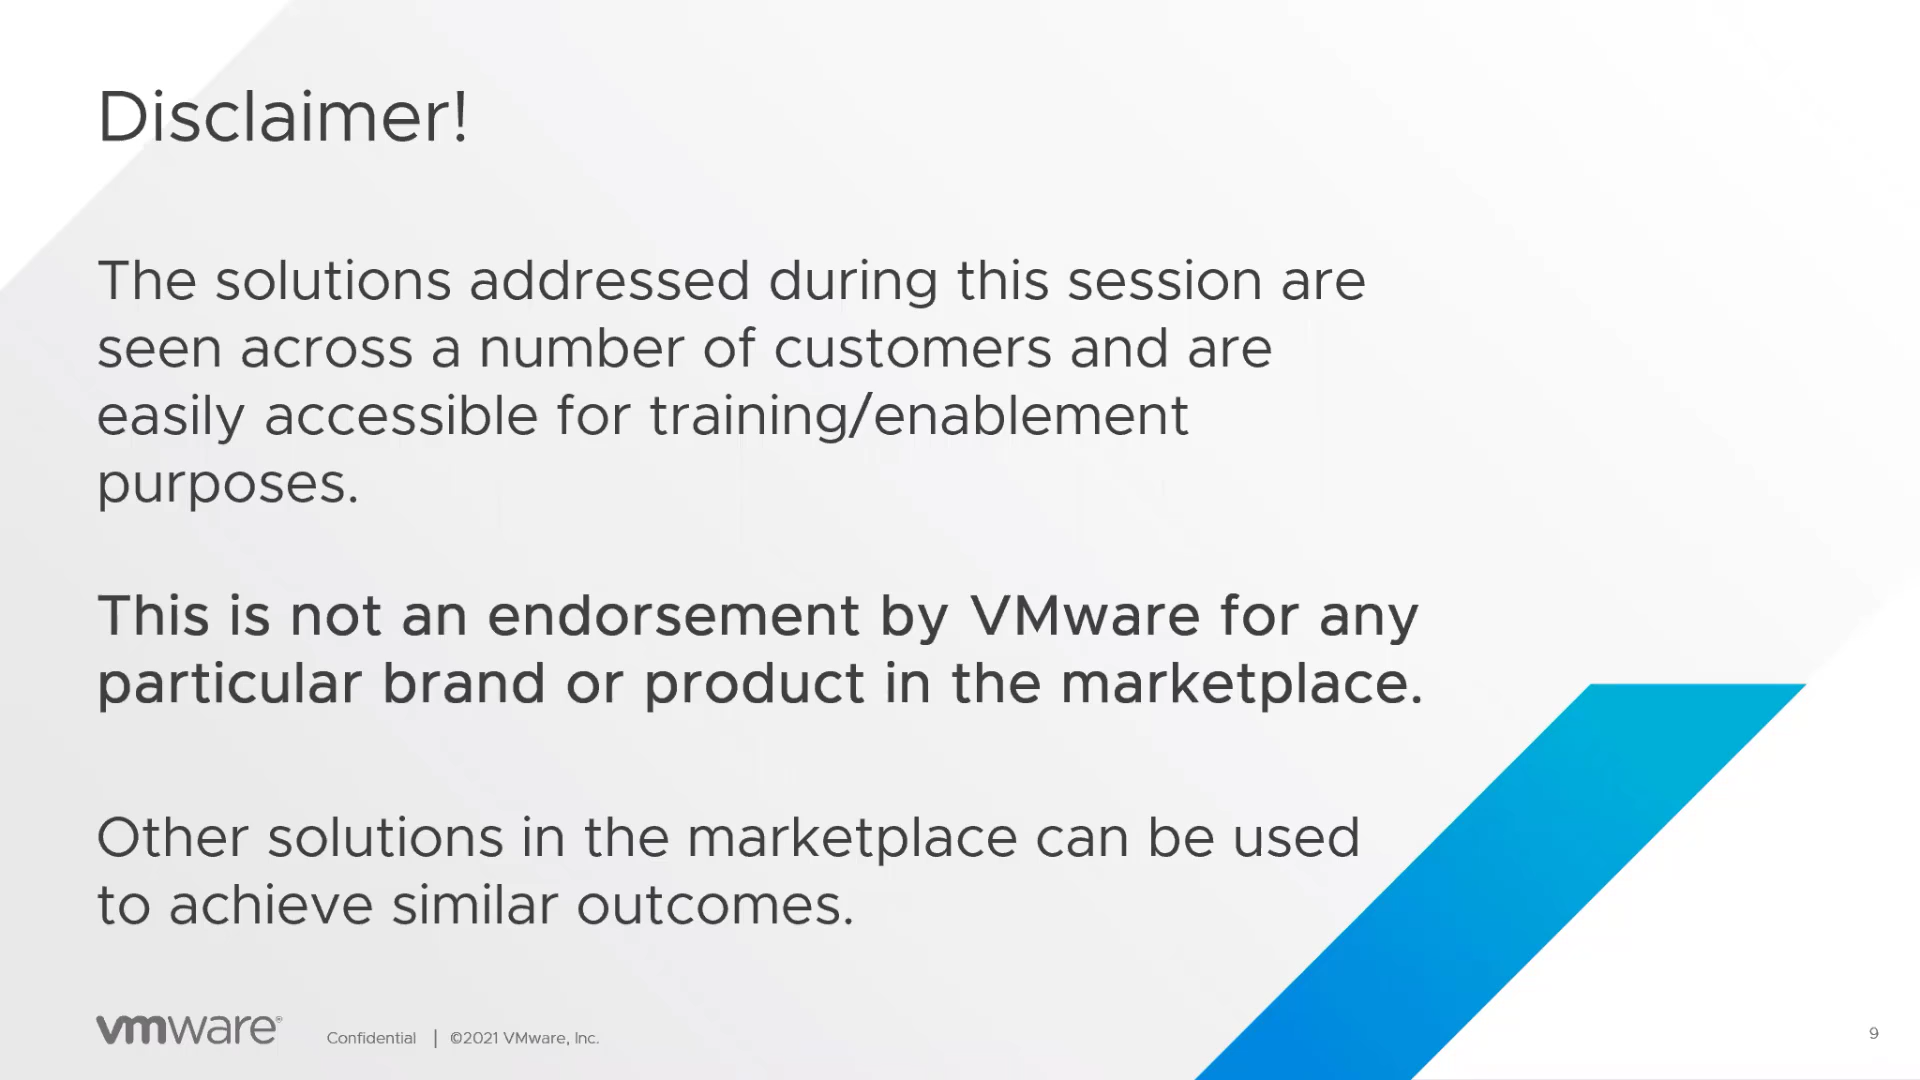 Disclaimer!
The solutions addressed during this session are
seen across a number of customers and are
easily accessible for training/enablement
purposes.
This is not an endorsement by VMware for any
particular brand or product in the marketplace.
Other solutions in the marketplace can be used
to achieve similar outcomes.
vmware® Confidential | ©2021 VMware, Inc. 9